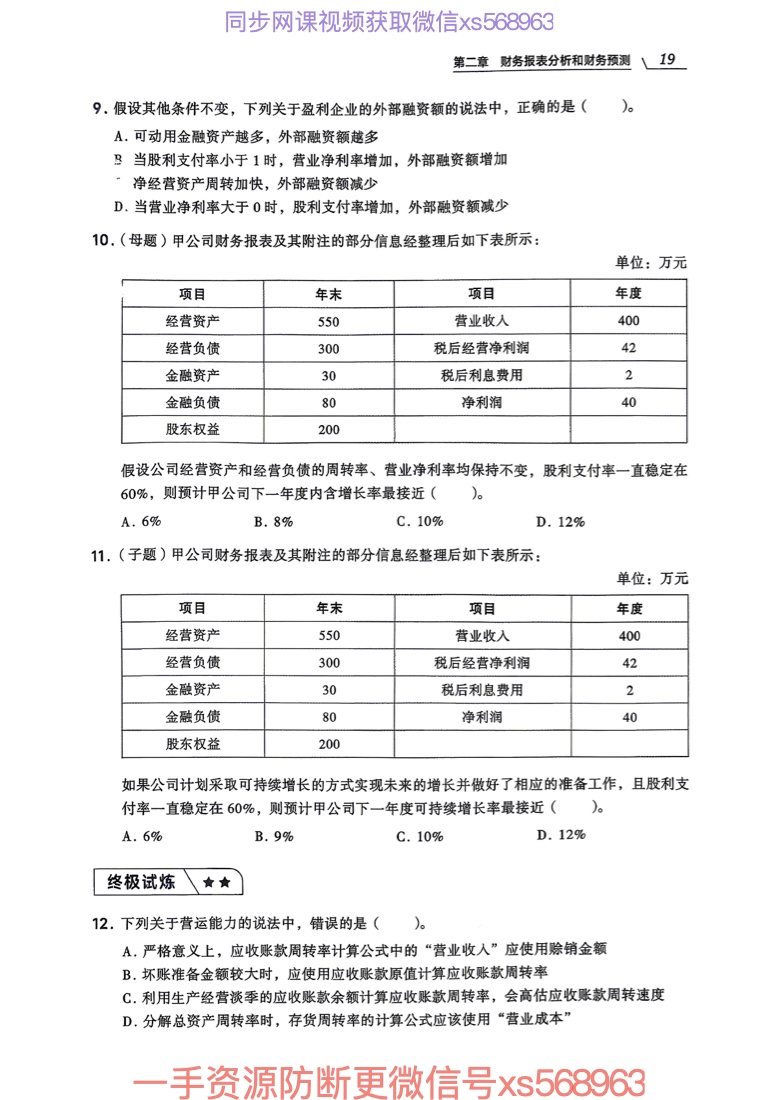 同步网课视频获取微信xs568963
第二章 财务报表分析和财务预测 19
9. 假设其他条件不变，下列关于盈利企业的外部融资额的说法中，正确的是（ ）。
A. 可动用金融资产越多，外部融资额越多
B 当股利支付率小于1时，营业净利率增加，外部融资额增加
净经营资产周转加快，外部融资额减少
D. 当营业净利率大于0时，股利支付率增加，外部融资额减少
10.（母题）甲公司财务报表及其附注的部分信息经整理后如下表所示：
单位：万元
项目 年末 项目 年度
经营资产 550 营业收入 400
经营负债 300 税后经营净利润 42
金融资产 30 税后利息费用 2
金融负债 80 净利润 40
股东权益 200
假设公司经营资产和经营负债的周转率、营业净利率均保持不变，股利支付率一直稳定在
60%，则预计甲公司下一年度内含增长率最接近（ ）。
A. 6% B. 8% C. 10% D. 12%
11.（子题）甲公司财务报表及其附注的部分信息经整理后如下表所示：
单位：万元
项目 年末 项目 年度
经营资产 550 营业收入 400
经营负债 300 税后经营净利润 42
金融资产 30 税后利息费用 2
金融负债 80 净利润 40
股东权益 200
如果公司计划采取可持续增长的方式实现未来的增长并做好了相应的准备工作，且股利支
付率一直稳定在60%，则预计甲公司下一年度可持续增长率最接近（ ）。
A. 6% B. 9% C. 10% D. 12%
终极试炼 ★★
12. 下列关于营运能力的说法中，错误的是（ ）。
A. 严格意义上，应收账款周转率计算公式中的“营业收入”应使用赊销金额
B. 坏账准备金额较大时，应使用应收账款原值计算应收账款周转率
C. 利用生产经营淡季的应收账款余额计算应收账款周转率，会高估应收账款周转速度
D. 分解总资产周转率时，存货周转率的计算公式应该使用“营业成本”
一手资源防断更微信号xs568963